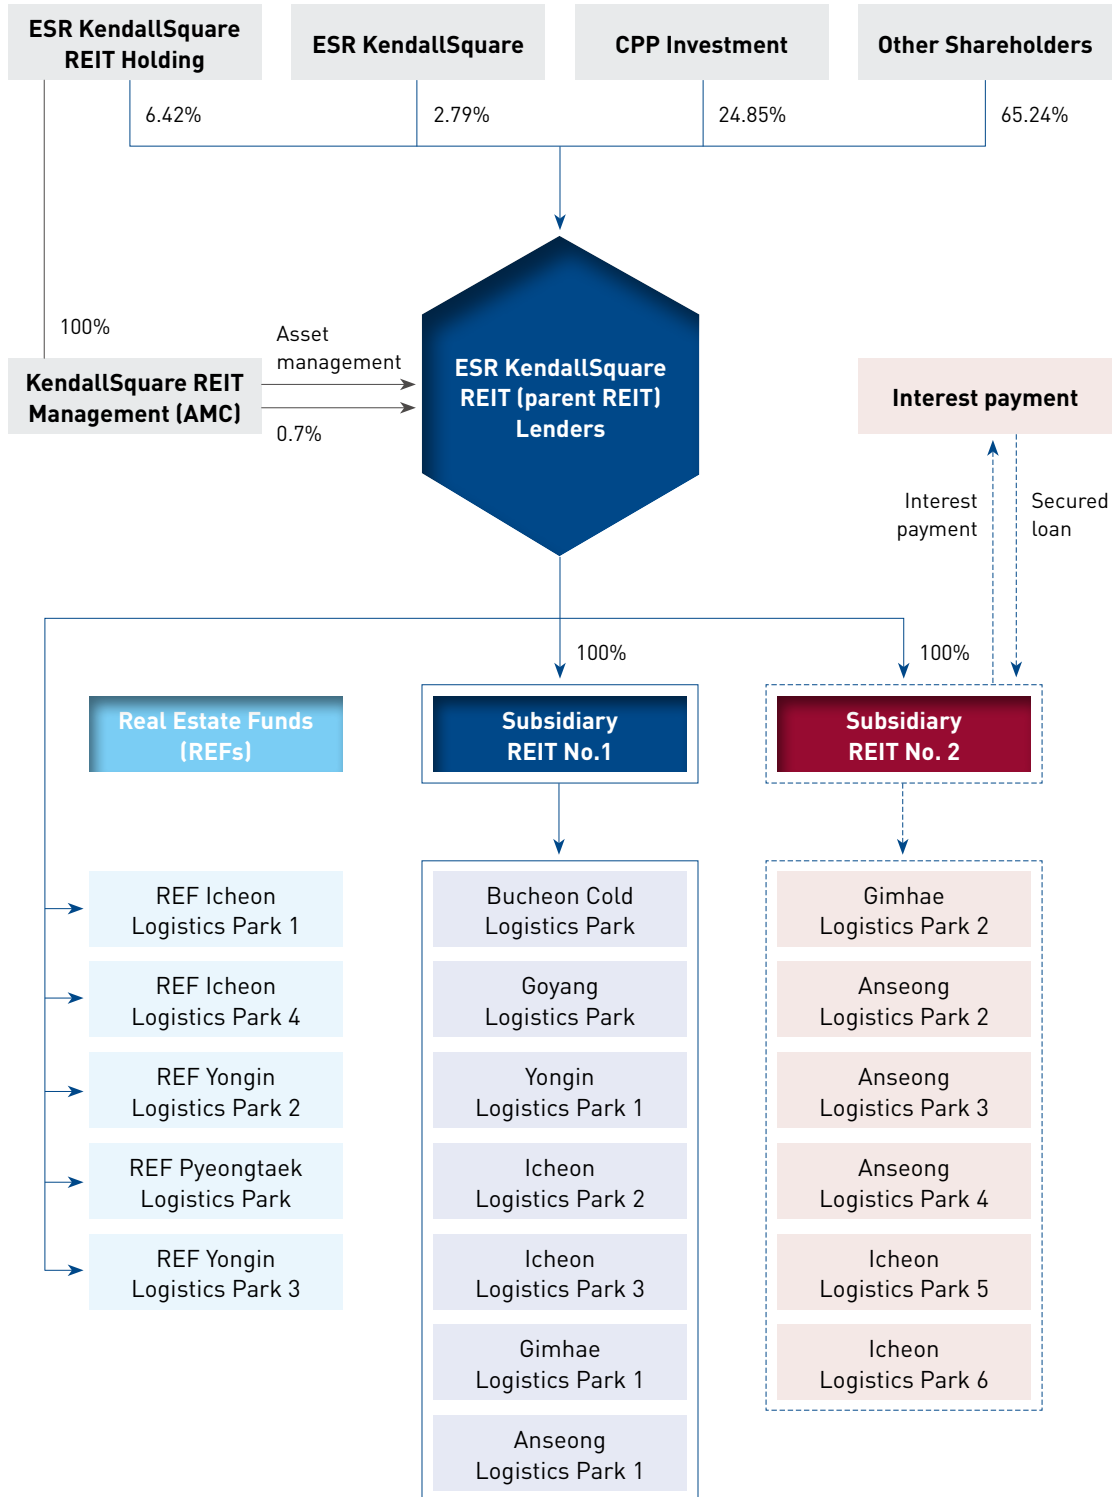 ESR KendallSquare
REIT Holding
ESR KendallSquare
CPP Investment
Other Shareholders
6.42%
2.79%
24.85%
65.24%
100%
Asset
management
KendallSquare REIT
Management (AMC)
0.7%
ESR KendallSquare
REIT (parent REIT)
Lenders
Interest payment
Interest
payment
Secured
loan
100%
100%
Real Estate Funds
(REFs)
Subsidiary
REIT No.1
Subsidiary
REIT No. 2
REF Icheon
Logistics Park 1
REF Icheon
Logistics Park 4
REF Yongin
Logistics Park 2
REF Pyeongtaek
Logistics Park
REF Yongin
Logistics Park 3
Bucheon Cold
Logistics Park
Goyang
Logistics Park
Yongin
Logistics Park 1
Icheon
Logistics Park 2
Icheon
Logistics Park 3
Gimhae
Logistics Park 1
Anseong
Logistics Park 1
Gimhae
Logistics Park 2
Anseong
Logistics Park 2
Anseong
Logistics Park 3
Anseong
Logistics Park 4
Icheon
Logistics Park 5
Icheon
Logistics Park 6